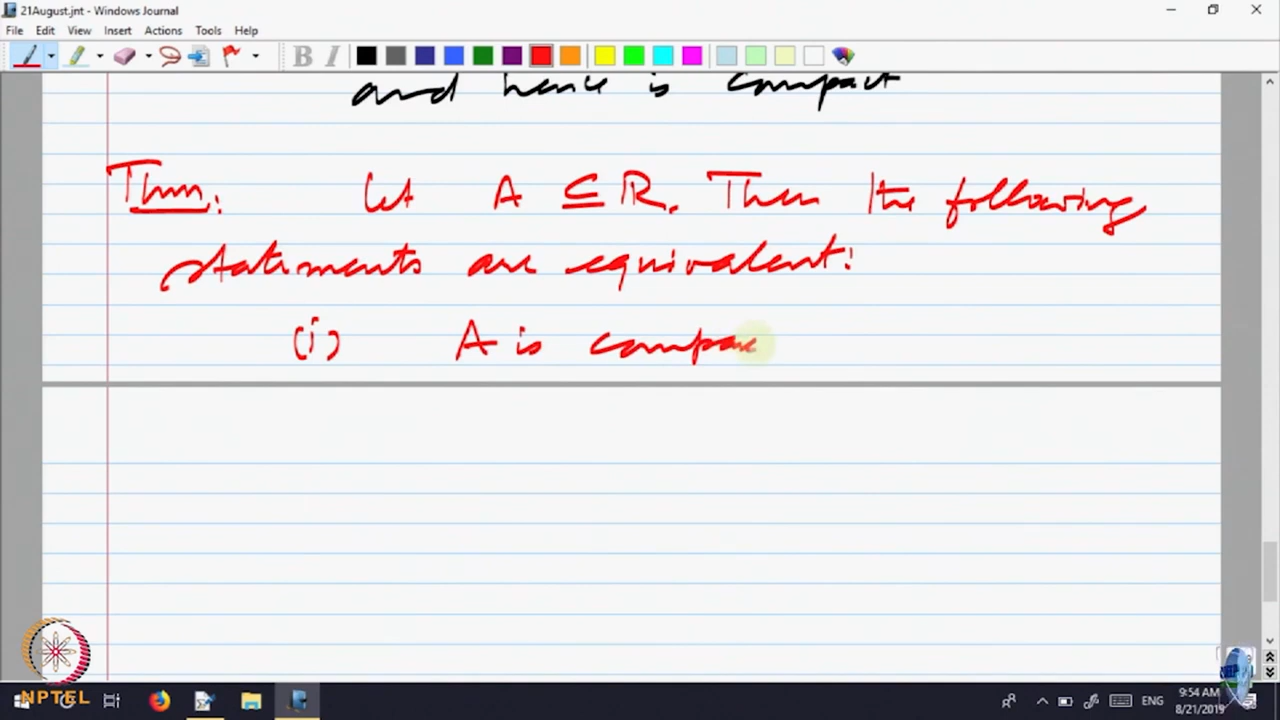 21August.jnt - Windows Journal
File Edit View Insert Actions Tools Help
B I
and hence is compact
Thm: Let A ⊆ ℝ. Then the following
statements are equivalent:
(i) A is compac
NPTEL
ENG
9:54 AM
8/21/2019